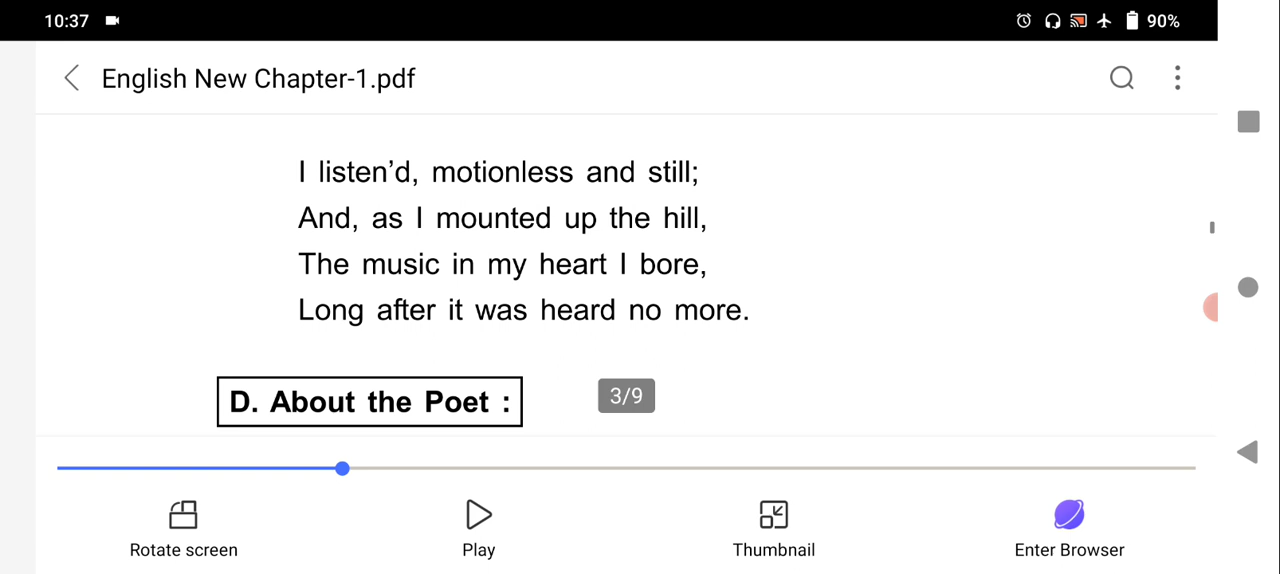 10:37 90%
English New Chapter-1.pdf
I listen’d, motionless and still;
And, as I mounted up the hill,
The music in my heart I bore,
Long after it was heard no more.
D. About the Poet :
3/9
Rotate screen Play Thumbnail Enter Browser